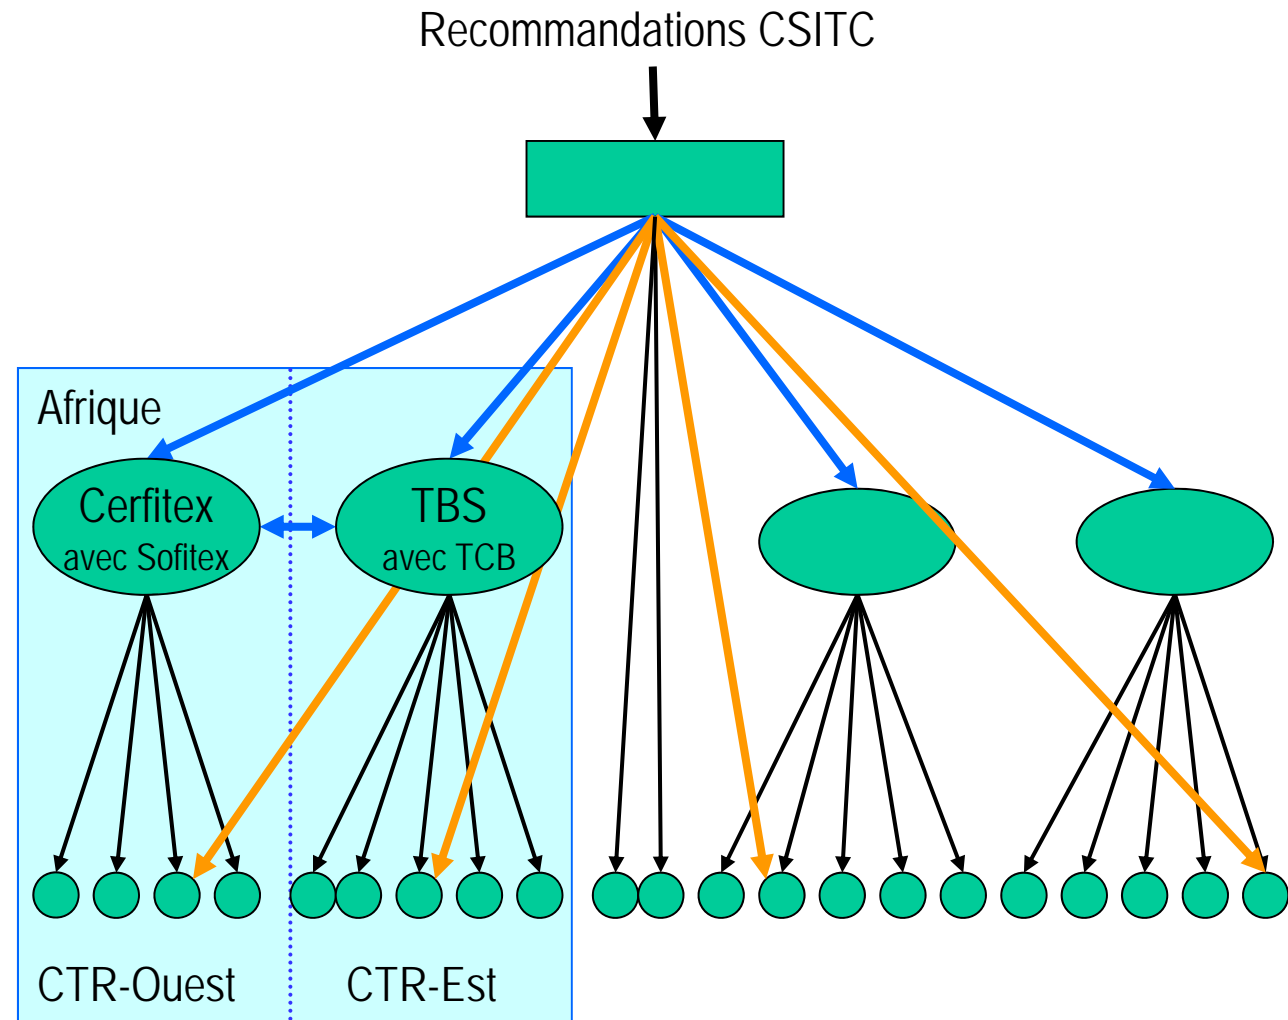 Recommandations CSITC
Afrique
Cerfitex
avec Sofitex
TBS
avec TCB
CTR-Ouest
CTR-Est